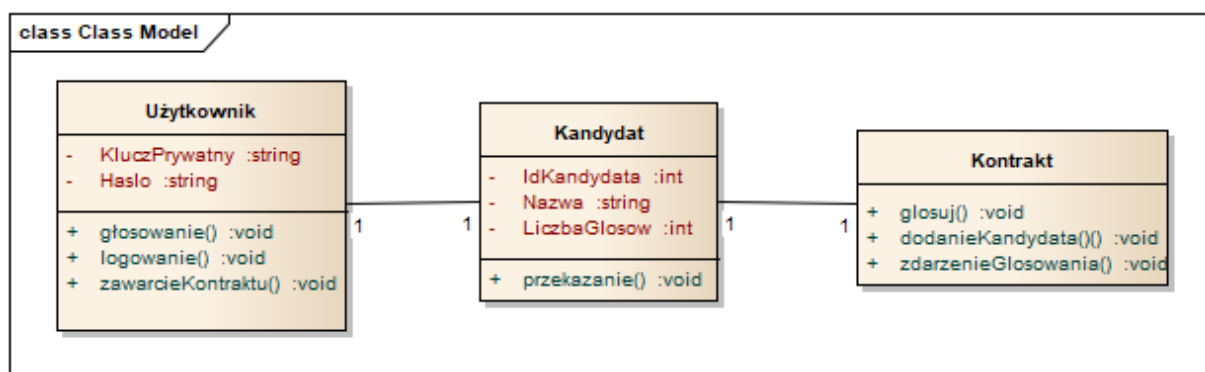 class Class Model
Użytkownik
- KluczPrywatny :string
- Haslo :string
+ głosowanie() :void
+ logowanie() :void
+ zawarcieKontraktu() :void
1
1
Kandydat
- IdKandydata :int
- Nazwa :string
- LiczbaGlosow :int
+ przekazanie() :void
1
1
Kontrakt
+ glosuj() :void
+ dodanieKandydata()() :void
+ zdarzenieGlosowania() :void